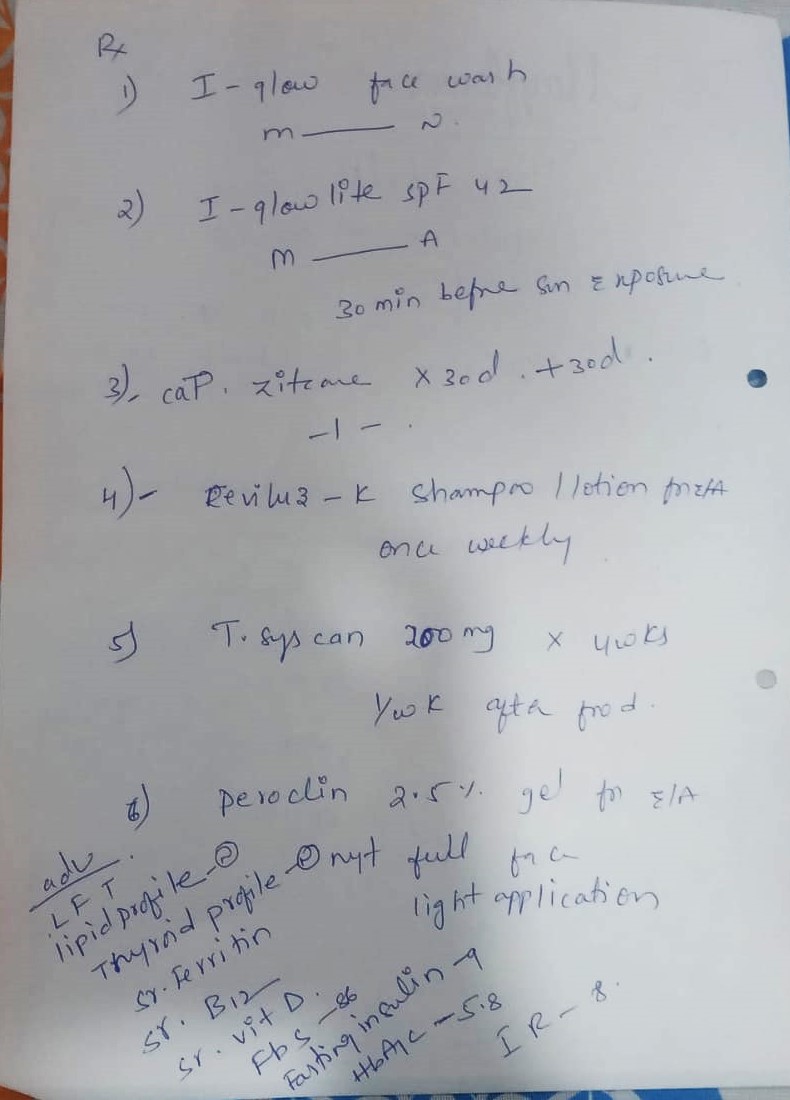 Rx
1) I-glow face wash
m — N.
2) I-glow lite SPF 42
m — A
30 min before sun Exposure
3) cap. zitcare x 30d. +30d.
-1-.
4) - K shampoo / lotion for E/A
once weekly
5) T. syscan 200 mg x 4 wks
1/wk after food.
6) peroclin 2.5% gel for E/A
nyt full face
light application
adv
LFT.
lipid profile
Thyroid profile
Sr. Ferritin
Sr. B12
Sr. vit D.
Fbs - 86
Fasting insulin - 9
HbA1c - 5.8
IR - 8.